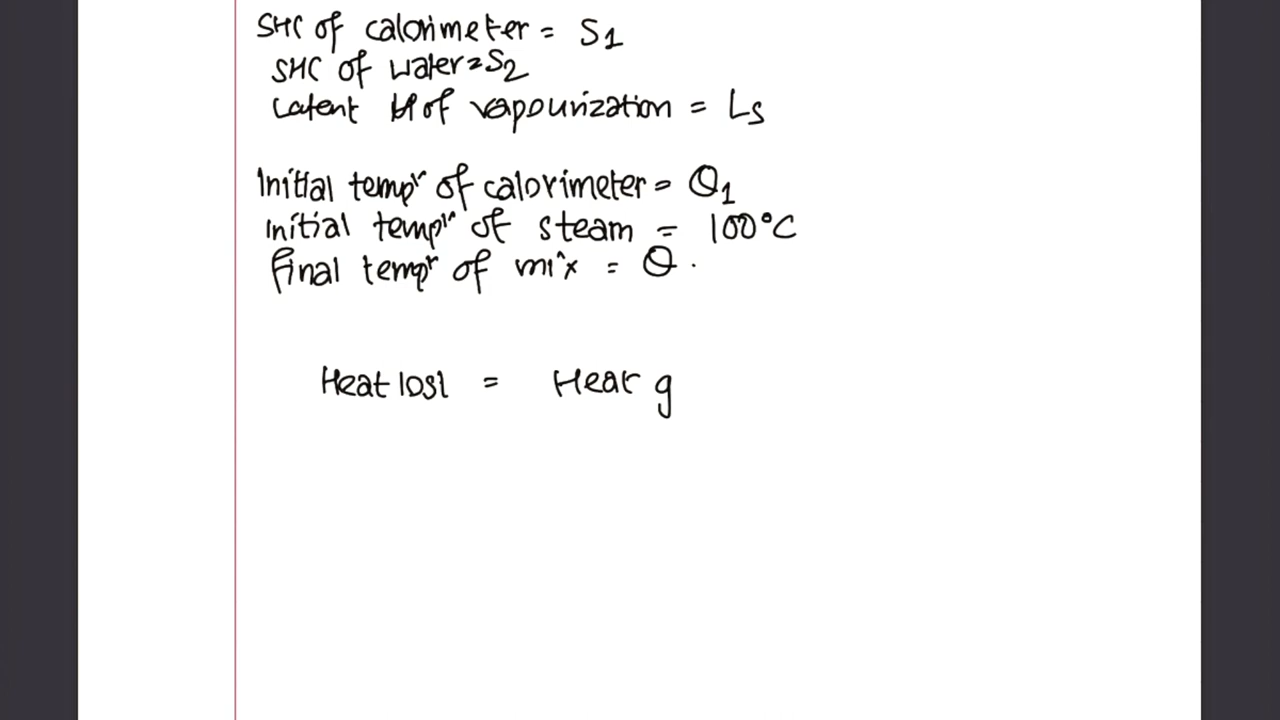 SHC of calorimeter = S1
SHC of water = S2
Latent H of vapourization = Ls
Initial tempr of calorimeter = θ1
Initial tempr of steam = 100°C
final tempr of mix = θ.
Heat lost = Heat g